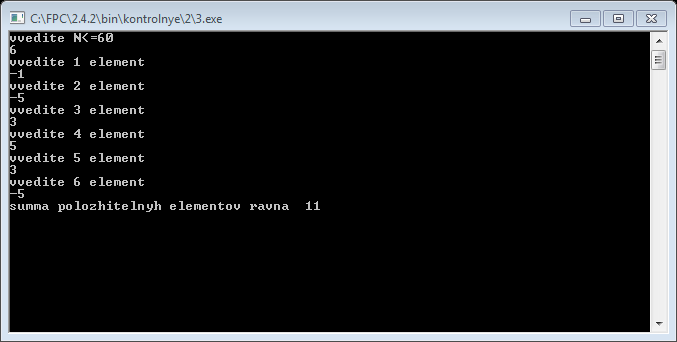 C:\FPC\2.4.2\bin\kontrolnye\2\3.exe
vvedite N<=60
6
vvedite 1 element
-1
vvedite 2 element
-5
vvedite 3 element
3
vvedite 4 element
5
vvedite 5 element
3
vvedite 6 element
-5
summa polozhitelnyh elementov ravna  11